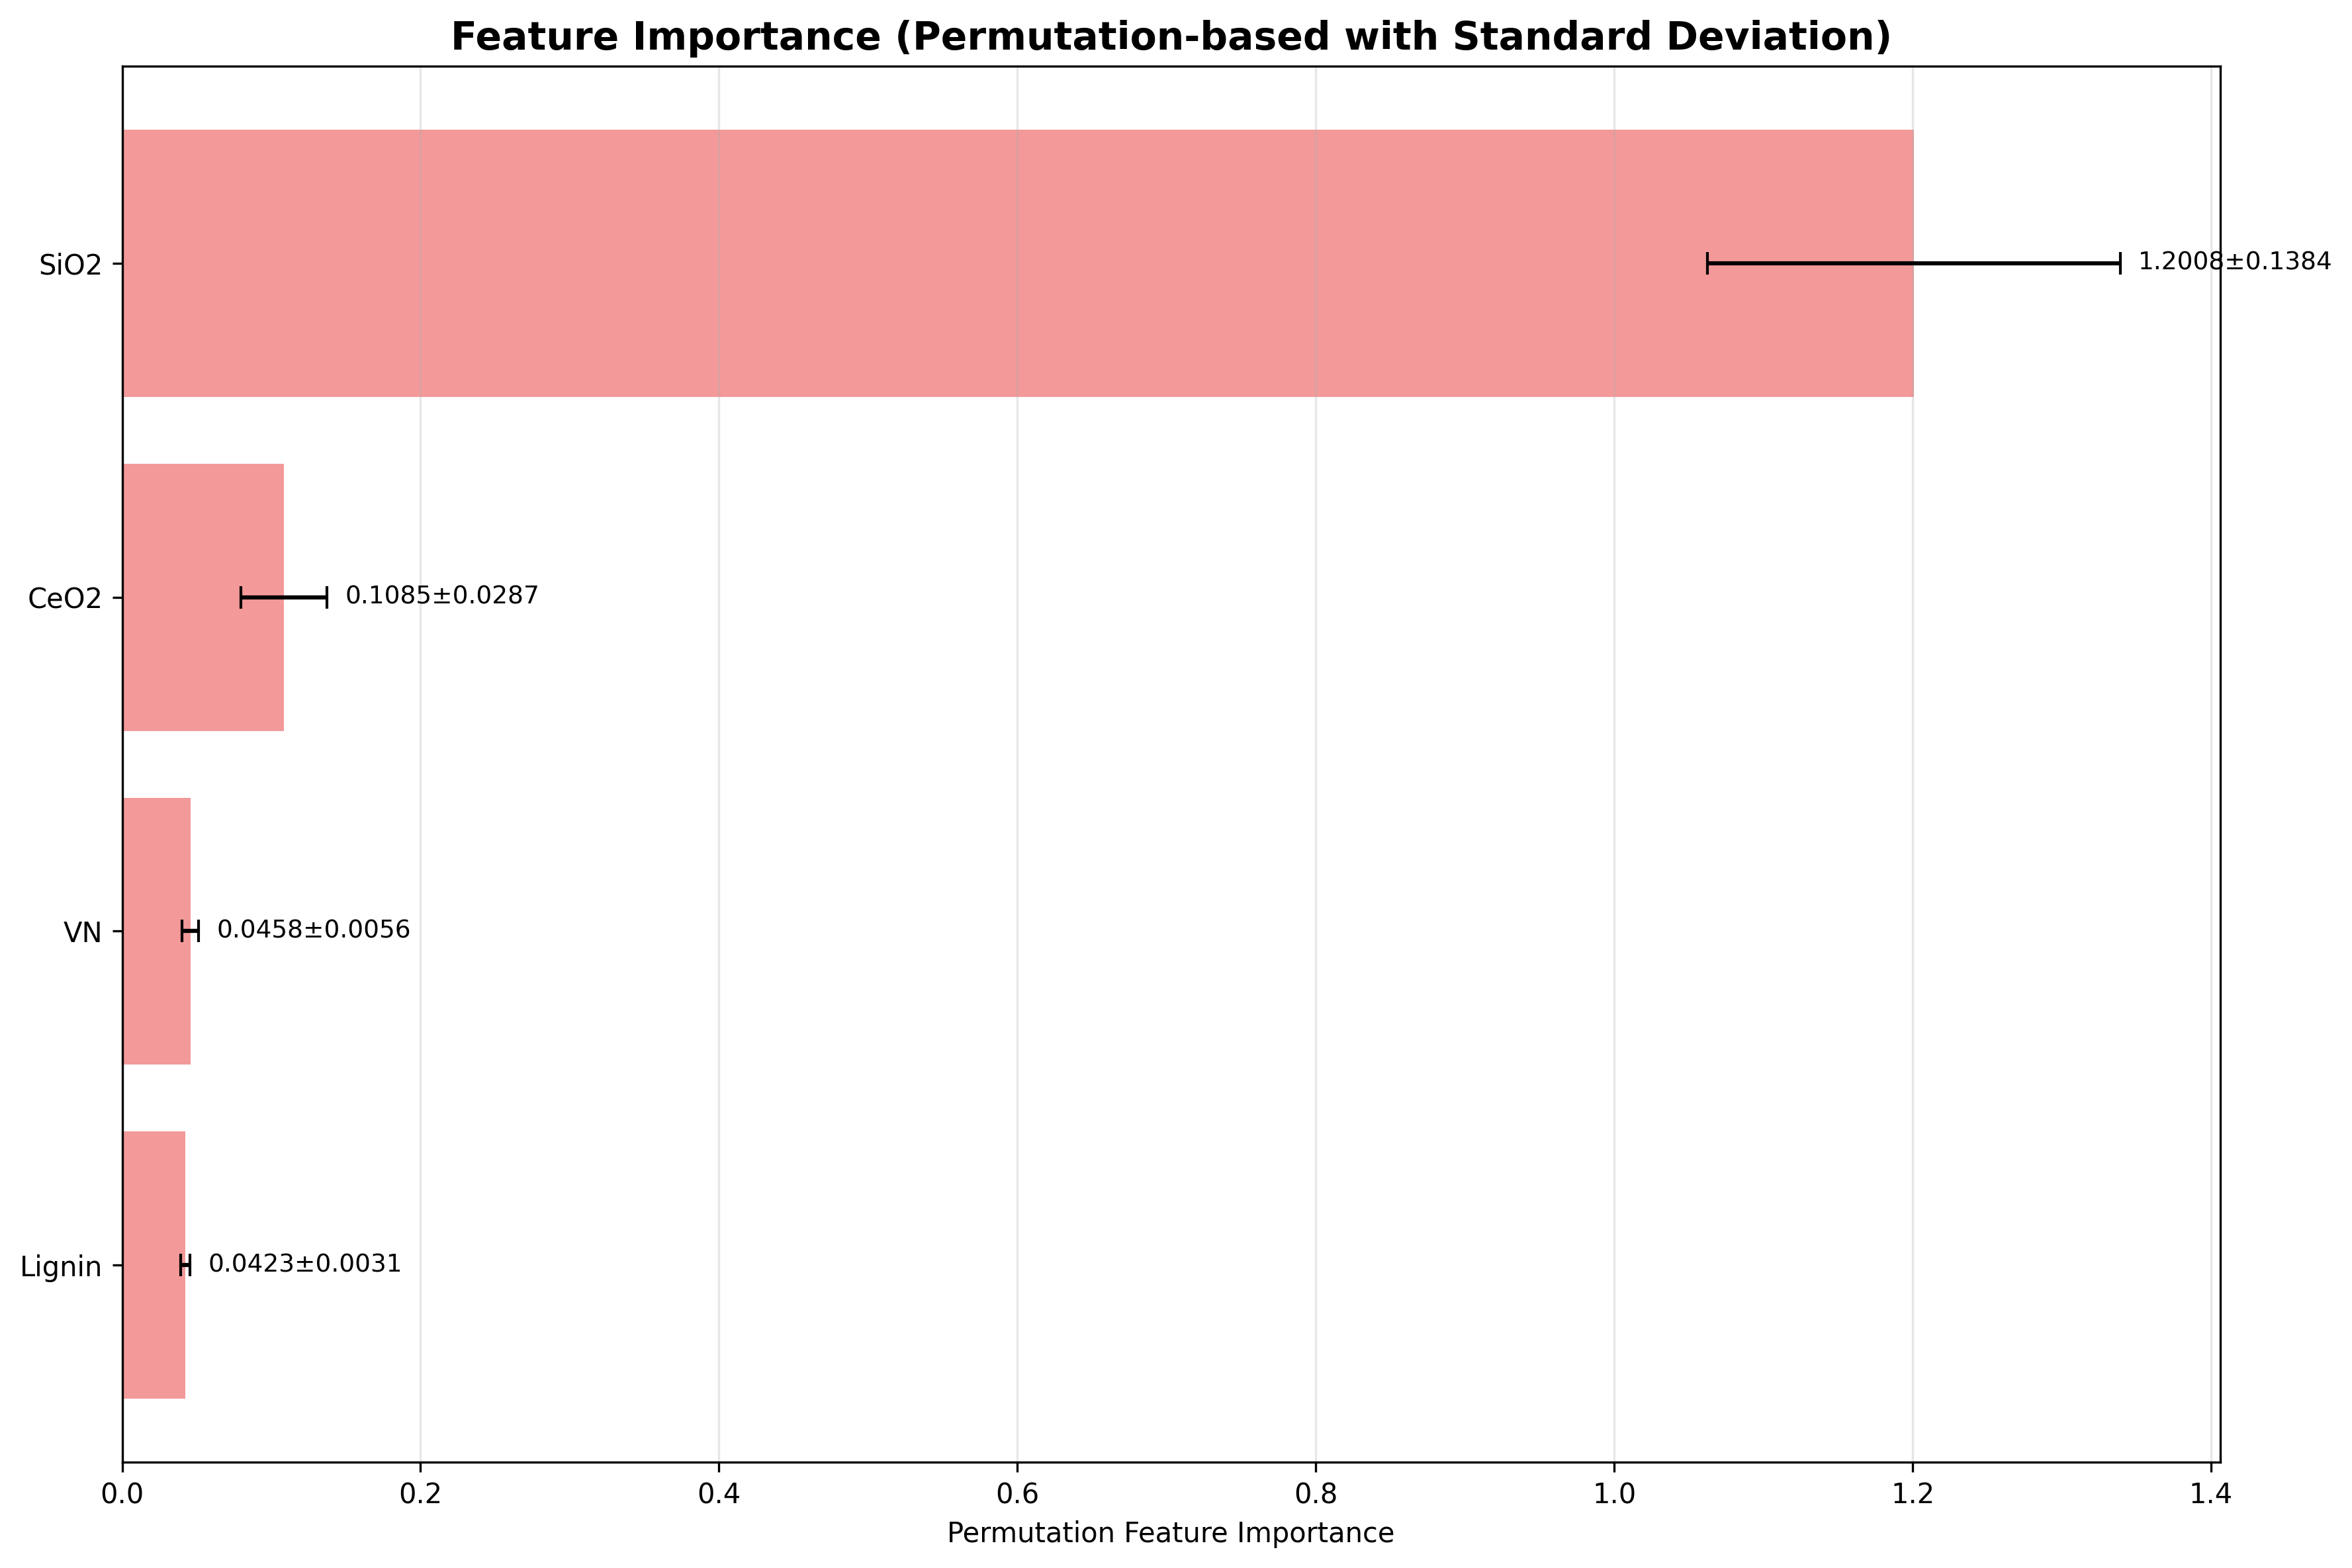 Feature Importance (Permutation-based with Standard Deviation)
SiO2
1.2008±0.1384
CeO2
0.1085±0.0287
VN
0.0458±0.0056
Lignin
0.0423±0.0031
0.0 0.2 0.4 0.6 0.8 1.0 1.2 1.4
Permutation Feature Importance